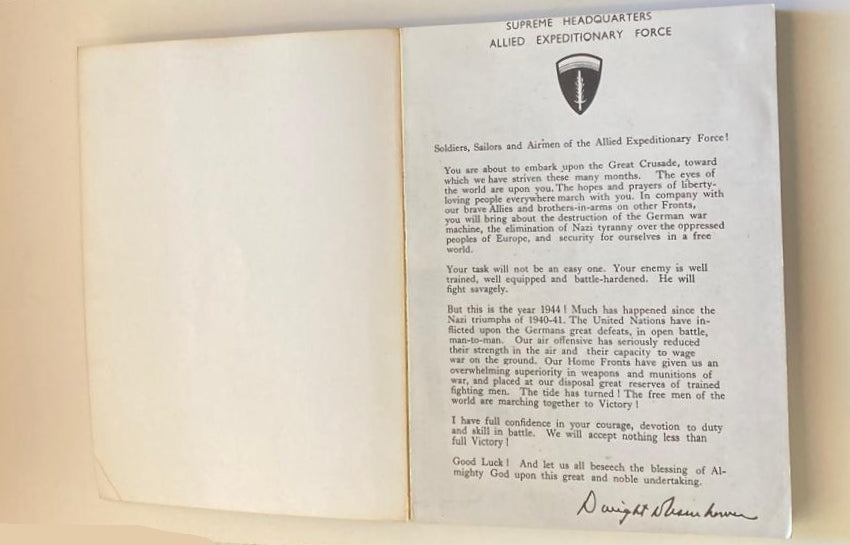 SUPREME HEADQUARTERS
ALLIED EXPEDITIONARY FORCE
Soldiers, Sailors and Airmen of the Allied Expeditionary Force!
You are about to embark upon the Great Crusade, toward
which we have striven these many months. The eyes of
the world are upon you. The hopes and prayers of liberty-
loving people everywhere march with you. In company with
our brave Allies and brothers-in-arms on other Fronts,
you will bring about the destruction of the German war
machine, the elimination of Nazi tyranny over the oppressed
peoples of Europe, and security for ourselves in a free
world.
Your task will not be an easy one. Your enemy is well
trained, well equipped and battle-hardened. He will
fight savagely.
But this is the year 1944! Much has happened since the
Nazi triumphs of 1940-41. The United Nations have in-
flicted upon the Germans great defeats, in open battle,
man-to-man. Our air offensive has seriously reduced
their strength in the air and their capacity to wage
war on the ground. Our Home Fronts have given us an
overwhelming superiority in weapons and munitions of
war, and placed at our disposal great reserves of trained
fighting men. The tide has turned! The free men of the
world are marching together to Victory!
I have full confidence in your courage, devotion to duty
and skill in battle. We will accept nothing less than
full Victory!
Good Luck! And let us all beseech the blessing of Al-
mighty God upon this great and noble undertaking.
Dwight D Eisenhower